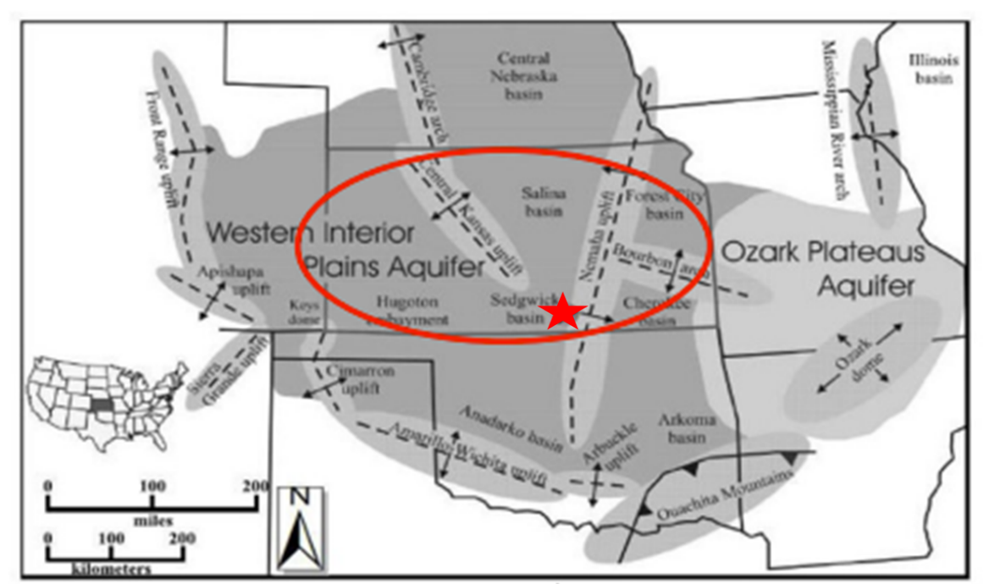 Central
Nebraska
basin
Cambridge arch
Mississippian River arch
Illinois
basin
Front Range uplift
Central Kansas uplift
Salina
basin
Nemaha uplift
Forest City
basin
Western Interior
Plains Aquifer
Bourbon arch
Ozark Plateaus
Aquifer
Apishapa
uplift
Keys
dome
Hugoton
embayment
Sedgwick
basin
Cherokee
basin
Sierra
Grande uplift
Cimarron
uplift
Ozark
dome
Anadarko basin
Amarillo-Wichita uplift
Arbuckle
uplift
Arkoma
basin
Ouachita Mountains
0 100 200
miles
0 100 200
kilometers
N